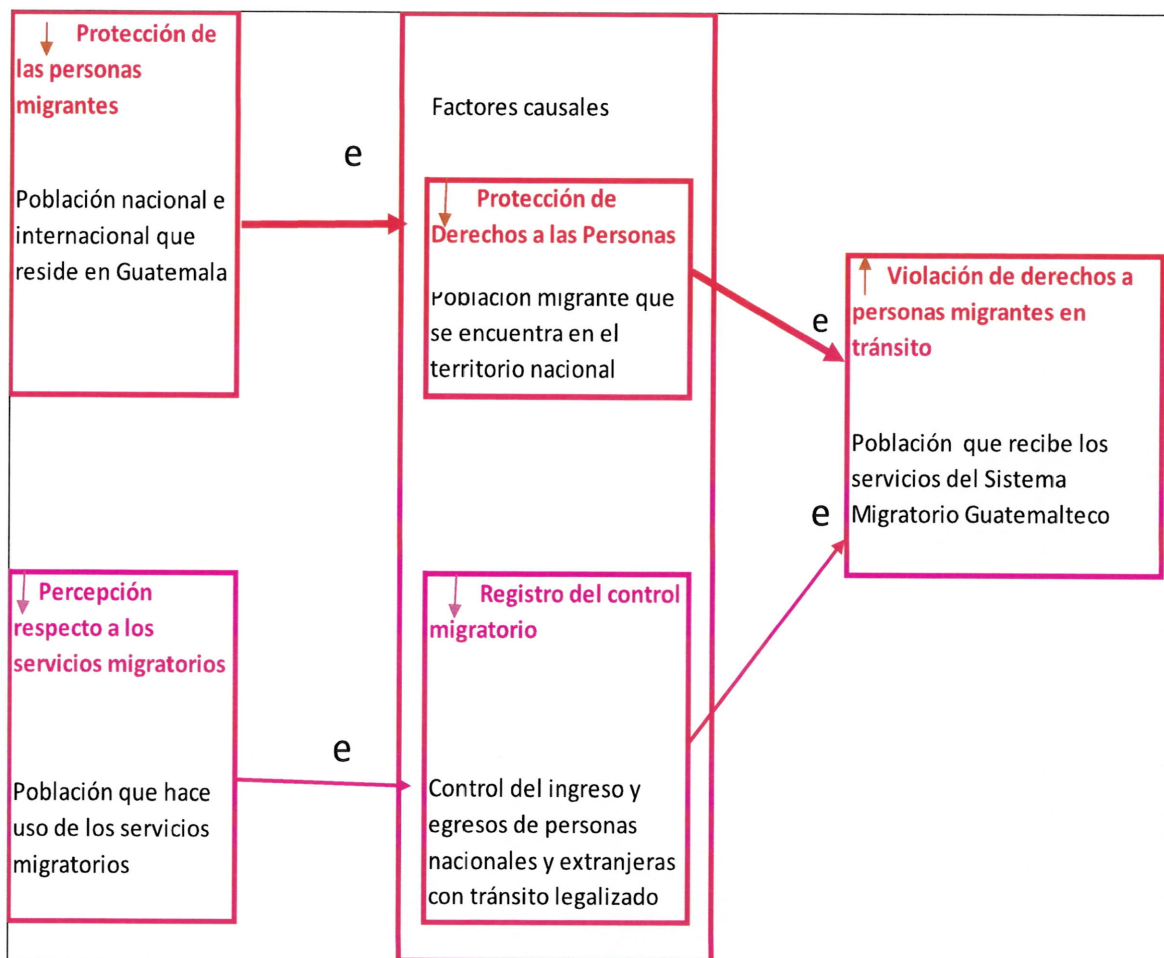 Protección de
las personas
migrantes
Población nacional e
internacional que
reside en Guatemala
e
Factores causales
Protección de
Derechos a las Personas
Población migrante que
se encuentra en el
territorio nacional
e
Violación de derechos a
personas migrantes en
tránsito
Población que recibe los
servicios del Sistema
Migratorio Guatemalteco
e
Percepción
respecto a los
servicios migratorios
Población que hace
uso de los servicios
migratorios
e
Registro del control
migratorio
Control del ingreso y
egresos de personas
nacionales y extranjeras
con tránsito legalizado